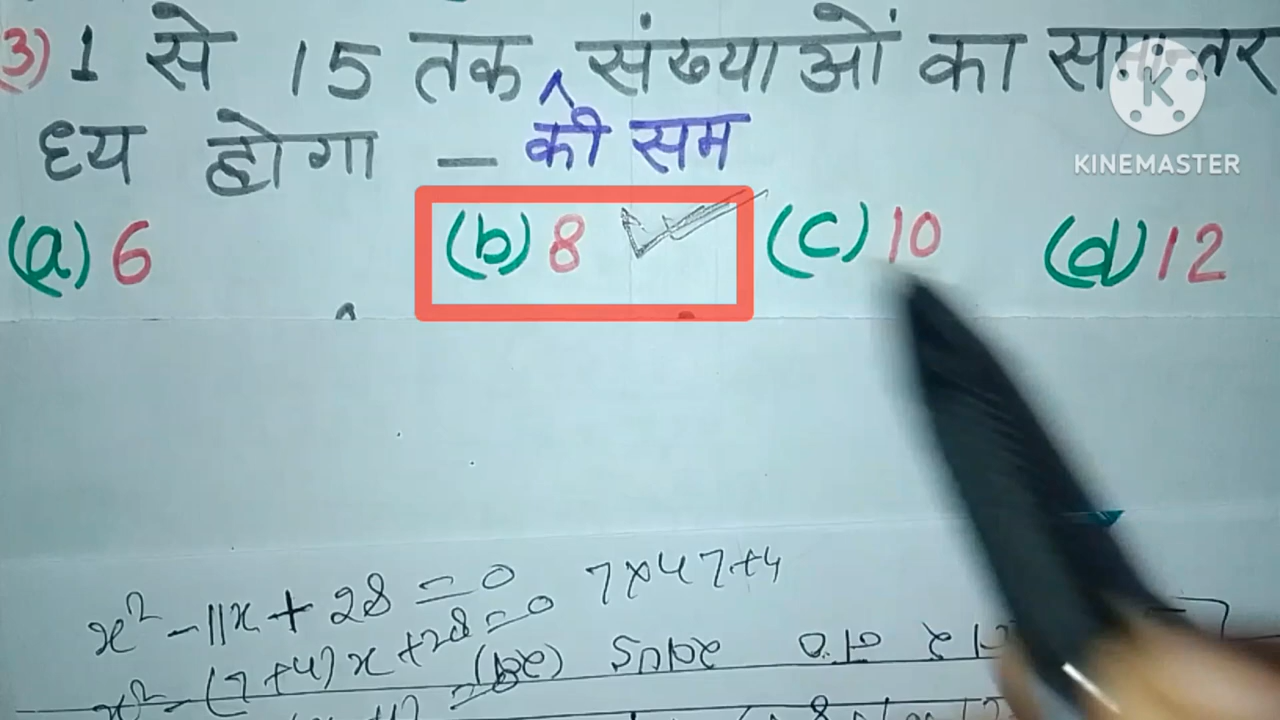 3) 1 से 15 तक संख्याओं का समान्तर
ध्य होगा — की सम
(a) 6 (b) 8 (c) 10 (d) 12
KINEMASTER
x² - 11x + 28 = 0 7×4 7+4
x² - (7+4)x + 28 = 0